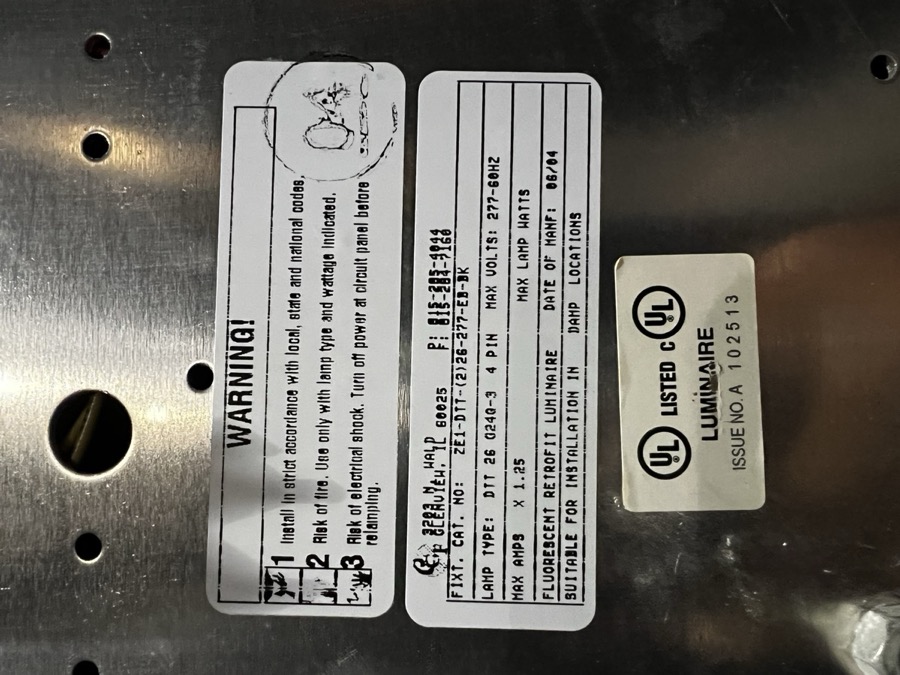 WARNING!
1 Install in strict accordance with local, state and national codes.
2 Risk of fire. Use only with lamp type and wattage indicated.
3 Risk of electrical shock. Turn off power at circuit panel before
relamping.
04
GLENVIEW, IL 60025
FIXT. CAT. NO: ZE1-DTT-(2)26-277-EB-BK
LAMP TYPE: DTT 26 G24Q-3 4 PIN MAX VOLTS: 277-60HZ
MAX AMPS X 1.25 MAX LAMP WATTS
FLUORESCENT RETROFIT LUMINAIRE DATE OF MANF: 06/04
SUITABLE FOR INSTALLATION IN DAMP LOCATIONS
UL LISTED C UL
LUMINAIRE
ISSUE NO. A 102513